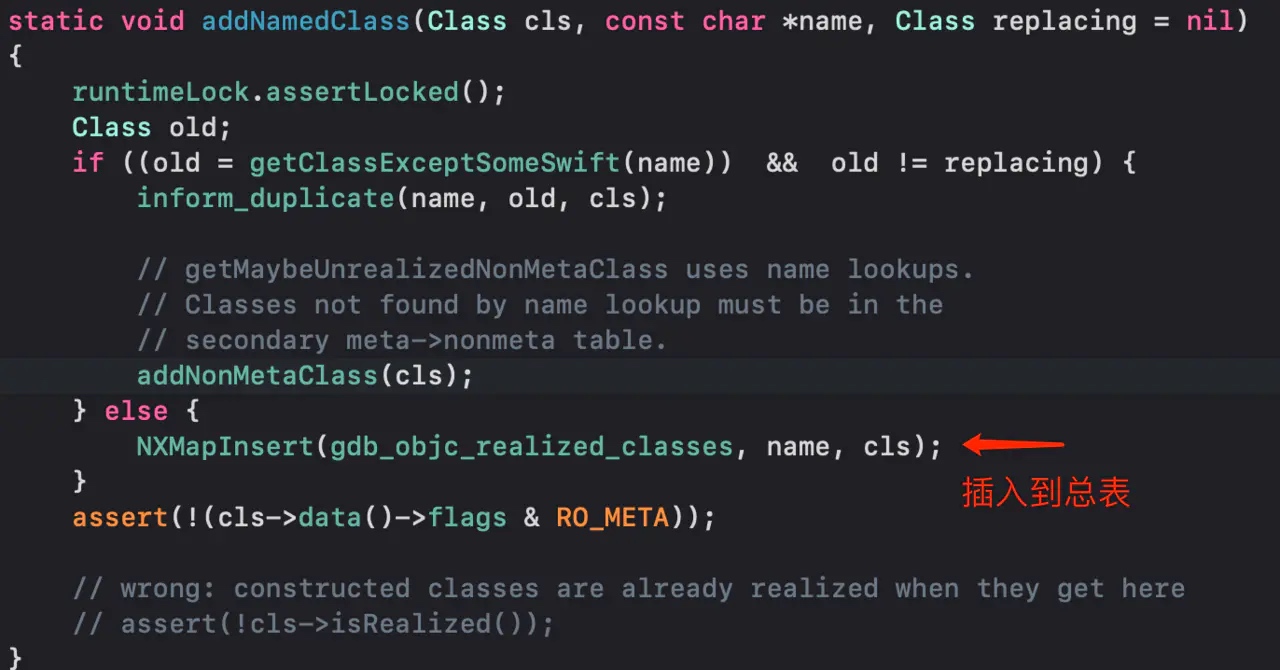 static void addNamedClass(Class cls, const char *name, Class replacing = nil)
{
    runtimeLock.assertLocked();
    Class old;
    if ((old = getClassExceptSomeSwift(name))  &&  old != replacing) {
        inform_duplicate(name, old, cls);

        // getMaybeUnrealizedNonMetaClass uses name lookups.
        // Classes not found by name lookup must be in the
        // secondary meta->nonmeta table.
        addNonMetaClass(cls);
    } else {
        NXMapInsert(gdb_objc_realized_classes, name, cls);
插入到总表
    }
    assert(!(cls->data()->flags & RO_META));

    // wrong: constructed classes are already realized when they get here
    // assert(!cls->isRealized());
}